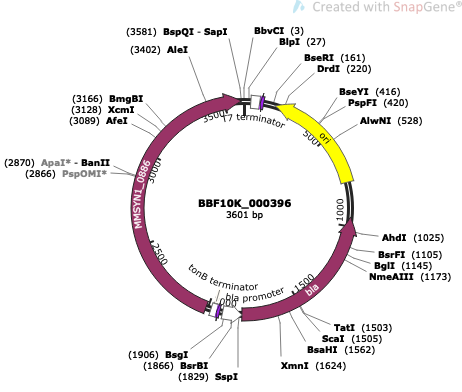 Created with SnapGene®
(3581) BspQI - SapI
(3402) AleI
BbvCI (3)
BlpI (27)
BseRI (161)
DrdI (220)
BseYI (416)
PspFI (420)
AlwNI (528)
(3166) BmgBI
(3128) XcmI
(3089) AfeI
(2870) ApaI* - BanII
(2866) PspOMI*
T7 terminator
ori
MMSYN1_0886
3500
500
3000
1000
2500
1500
BBF10K_000396
3601 bp
AhdI (1025)
BsrFI (1105)
BglI (1145)
NmeAIII (1173)
tonB terminator
bla promoter
bla
TatI (1503)
ScaI (1505)
BsaHI (1562)
XmnI (1624)
(1906) BsgI
(1866) BsrBI
(1829) SspI